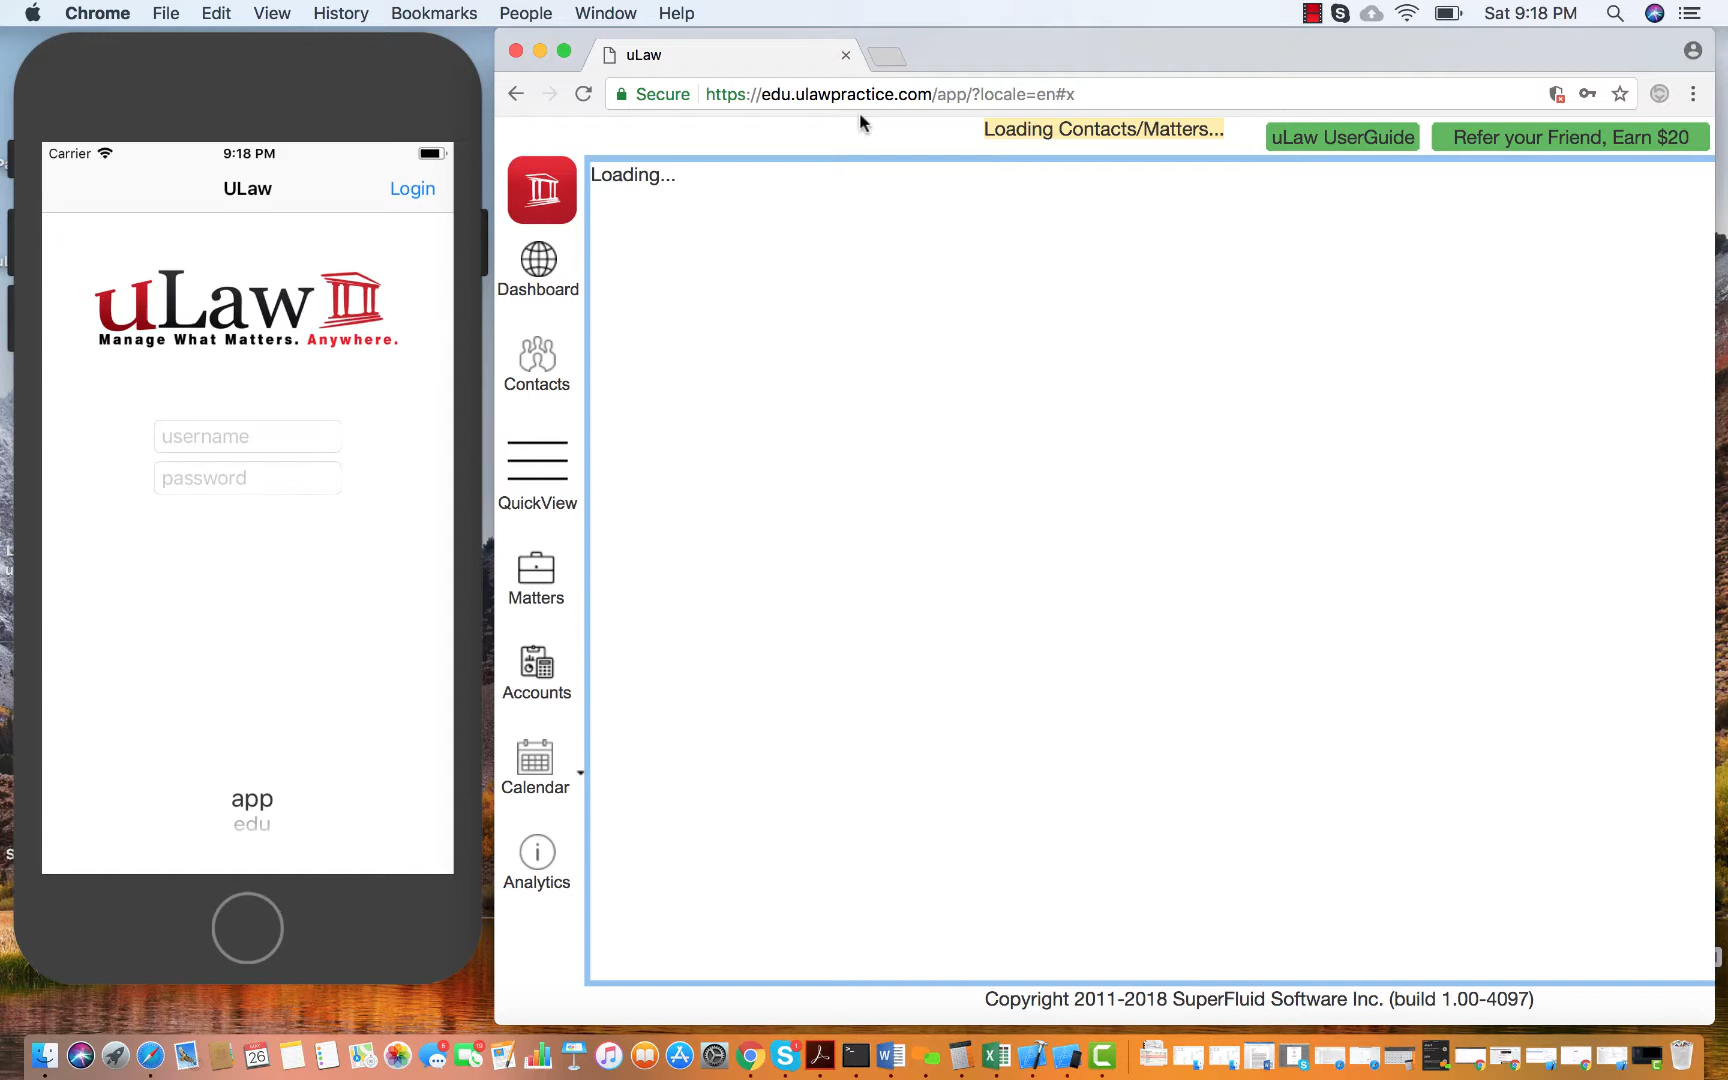 Chrome File Edit View History Bookmarks People Window Help
Sat 9:18 PM
Carrier 9:18 PM
ULaw
Login
uLaw
Manage What Matters. Anywhere.
username
password
app
edu
uLaw
Secure https://edu.ulawpractice.com/app/?locale=en#x
Loading Contacts/Matters...
uLaw UserGuide
Refer your Friend, Earn $20
Loading...
Dashboard
Contacts
QuickView
Matters
Accounts
Calendar
Analytics
Copyright 2011-2018 SuperFluid Software Inc. (build 1.00-4097)
MAY
26